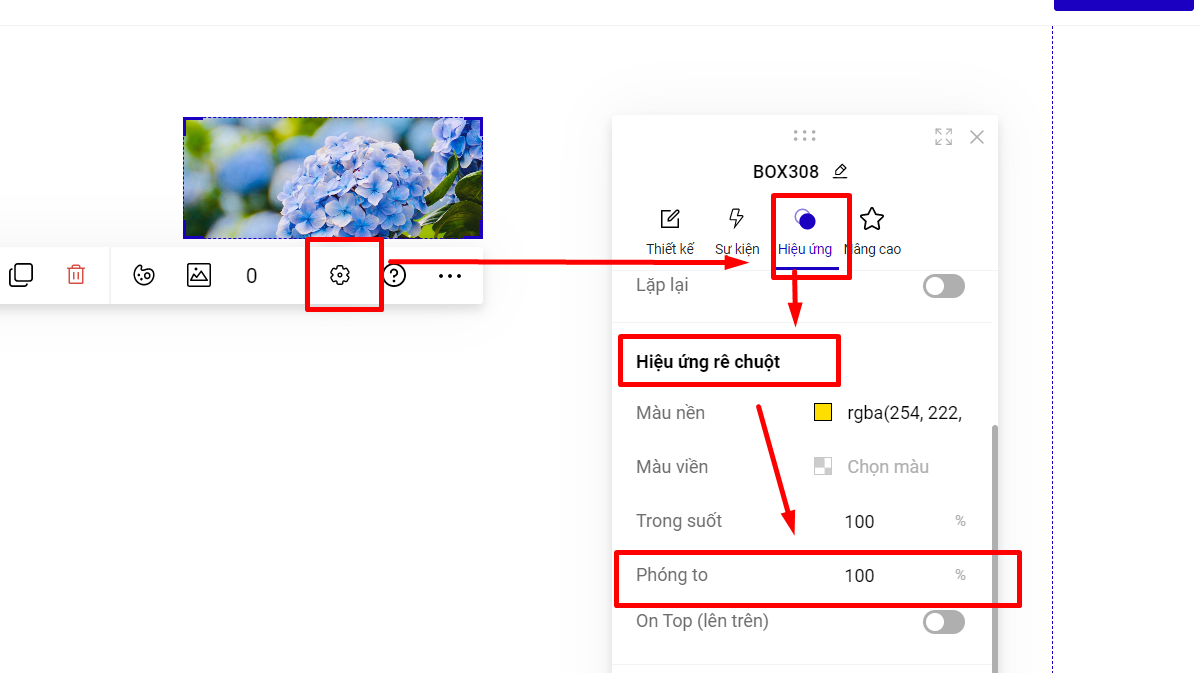 BOX308
Thiết kế
Sự kiện
Hiệu ứng
Nâng cao
0
Lặp lại
Hiệu ứng rê chuột
Màu nền
rgba(254, 222,
Màu viền
Chọn màu
Trong suốt
100
%
Phóng to
100
%
On Top (lên trên)